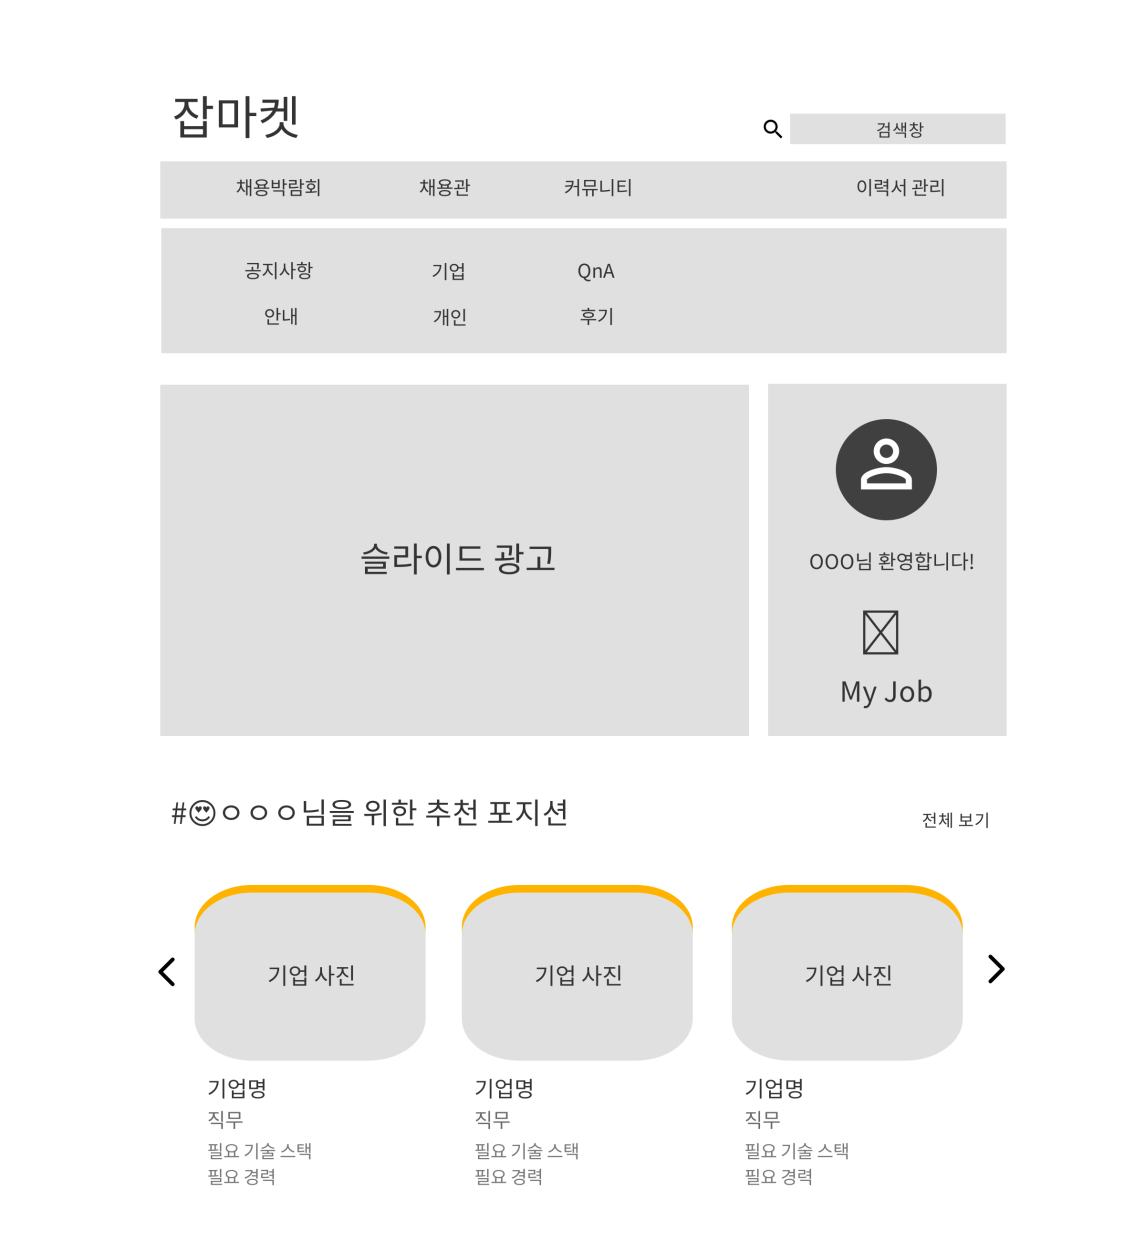 잡마켓
검색창
채용박람회 채용관 커뮤니티 이력서 관리
공지사항 기업 QnA
안내 개인 후기
슬라이드 광고
OOO님 환영합니다!
My Job
#😍ㅇㅇㅇ님을 위한 추천 포지션
전체 보기
기업 사진 기업 사진 기업 사진
기업명 기업명 기업명
직무 직무 직무
필요 기술 스택 필요 기술 스택 필요 기술 스택
필요 경력 필요 경력 필요 경력